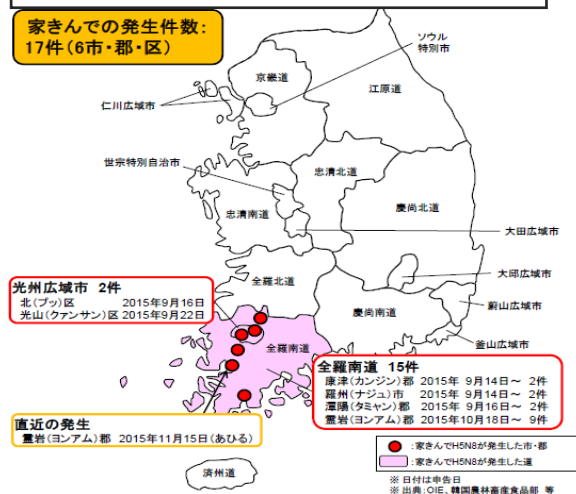 家きんでの発生件数:
17件(6市・郡・区)
ソウル
特別市
京畿道
江原道
仁川広域市
世宗特別自治市
忠清北道
忠清南道
慶尚北道
大田広域市
全羅北道
大邱広域市
慶尚南道
蔚山広域市
釜山広域市
光州広域市 2件
北(ブッ)区 2015年9月16日
光山(クァンサン)区 2015年9月22日
全羅南道
全羅南道 15件
康津(カンジン)郡 2015年 9月14日~ 2件
羅州(ナジュ)市 2015年 9月14日~ 2件
潭陽(タミャン)郡 2015年 9月16日~ 2件
霊岩(ヨンアム)郡 2015年10月18日~ 9件
直近の発生
霊岩(ヨンアム)郡 2015年11月15日(あひる)
済州道
:家きんでH5N8が発生した市・郡
:家きんでH5N8が発生した道
※ 日付は申告日
※ 出典:OIE、韓国農林畜産食品部 等